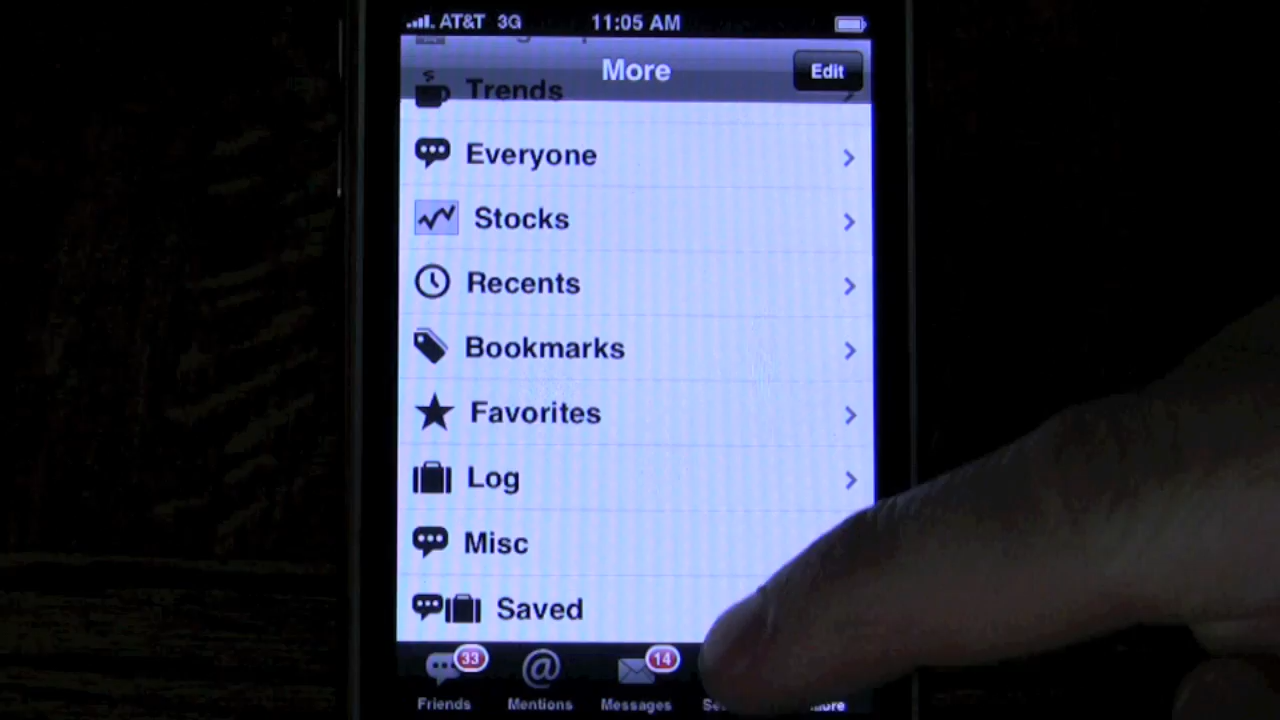 AT&T 3G 11:05 AM
More Edit
Trends
Everyone
Stocks
Recents
Bookmarks
Favorites
Log
Misc
Saved
33 @ 14
Friends Mentions Messages More